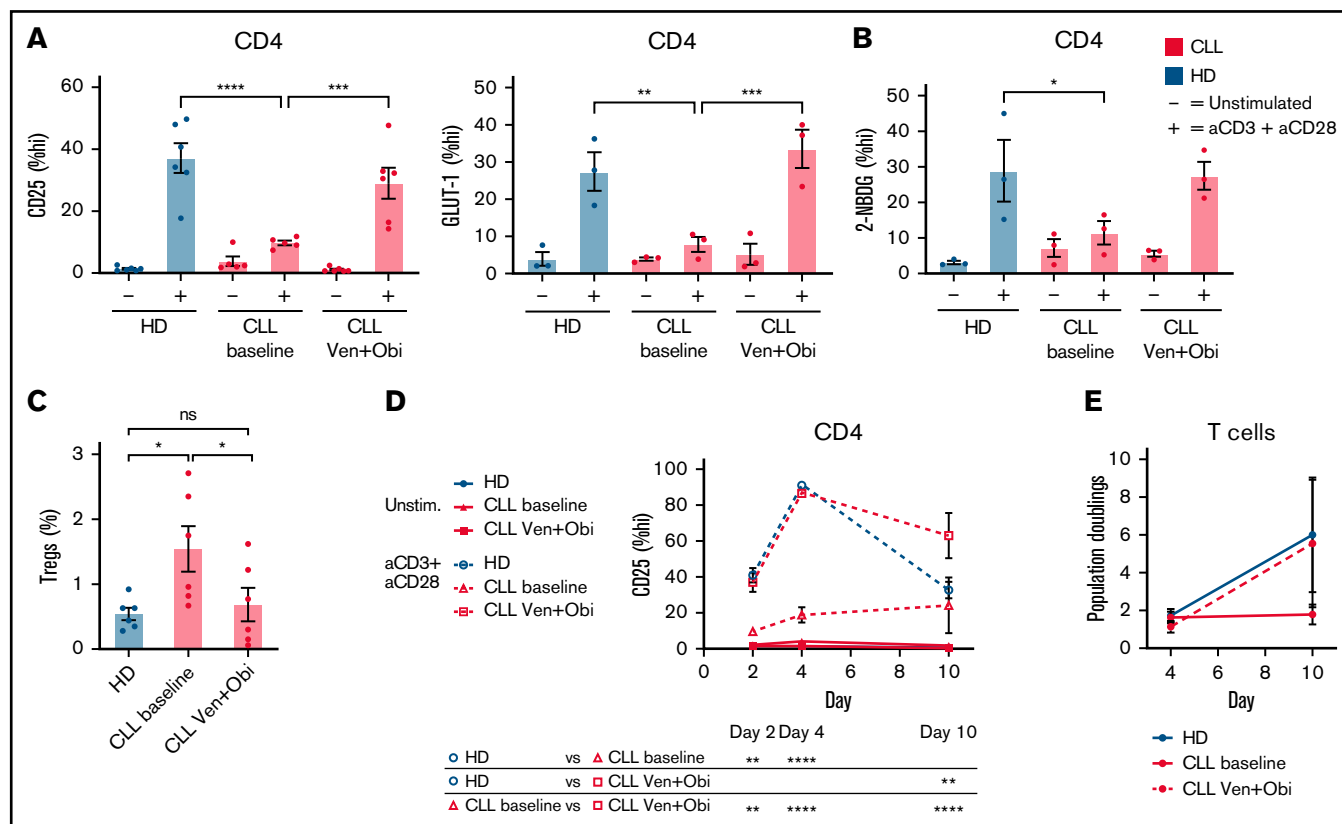 A
CD4
CD25 (%hi)
60
40
20
0
****
***
− + − + − +
HD
CLL
baseline
CLL
Ven+Obi
CD4
GLUT-1 (%hi)
50
40
30
20
10
0
**
***
− + − + − +
HD
CLL
baseline
CLL
Ven+Obi
B
CD4
2-NBDG (%hi)
50
40
30
20
10
0
*
− + − + − +
HD
CLL
baseline
CLL
Ven+Obi
CLL
HD
− = Unstimulated
+ = aCD3 + aCD28
C
ns
*
*
Tregs (%)
3
2
1
0
HD
CLL baseline
CLL Ven+Obi
D
Unstim.
HD
CLL baseline
CLL Ven+Obi
aCD3+
aCD28
HD
CLL baseline
CLL Ven+Obi
CD4
CD25 (%hi)
100
80
60
40
20
0
0 2 4 6 8 10
Day
Day 2 Day 4 Day 10
HD vs CLL baseline ** ****
HD vs CLL Ven+Obi **
CLL baseline vs CLL Ven+Obi ** **** ****
E
T cells
Population doublings
10
8
6
4
2
0
4 6 8 10
Day
HD
CLL baseline
CLL Ven+Obi